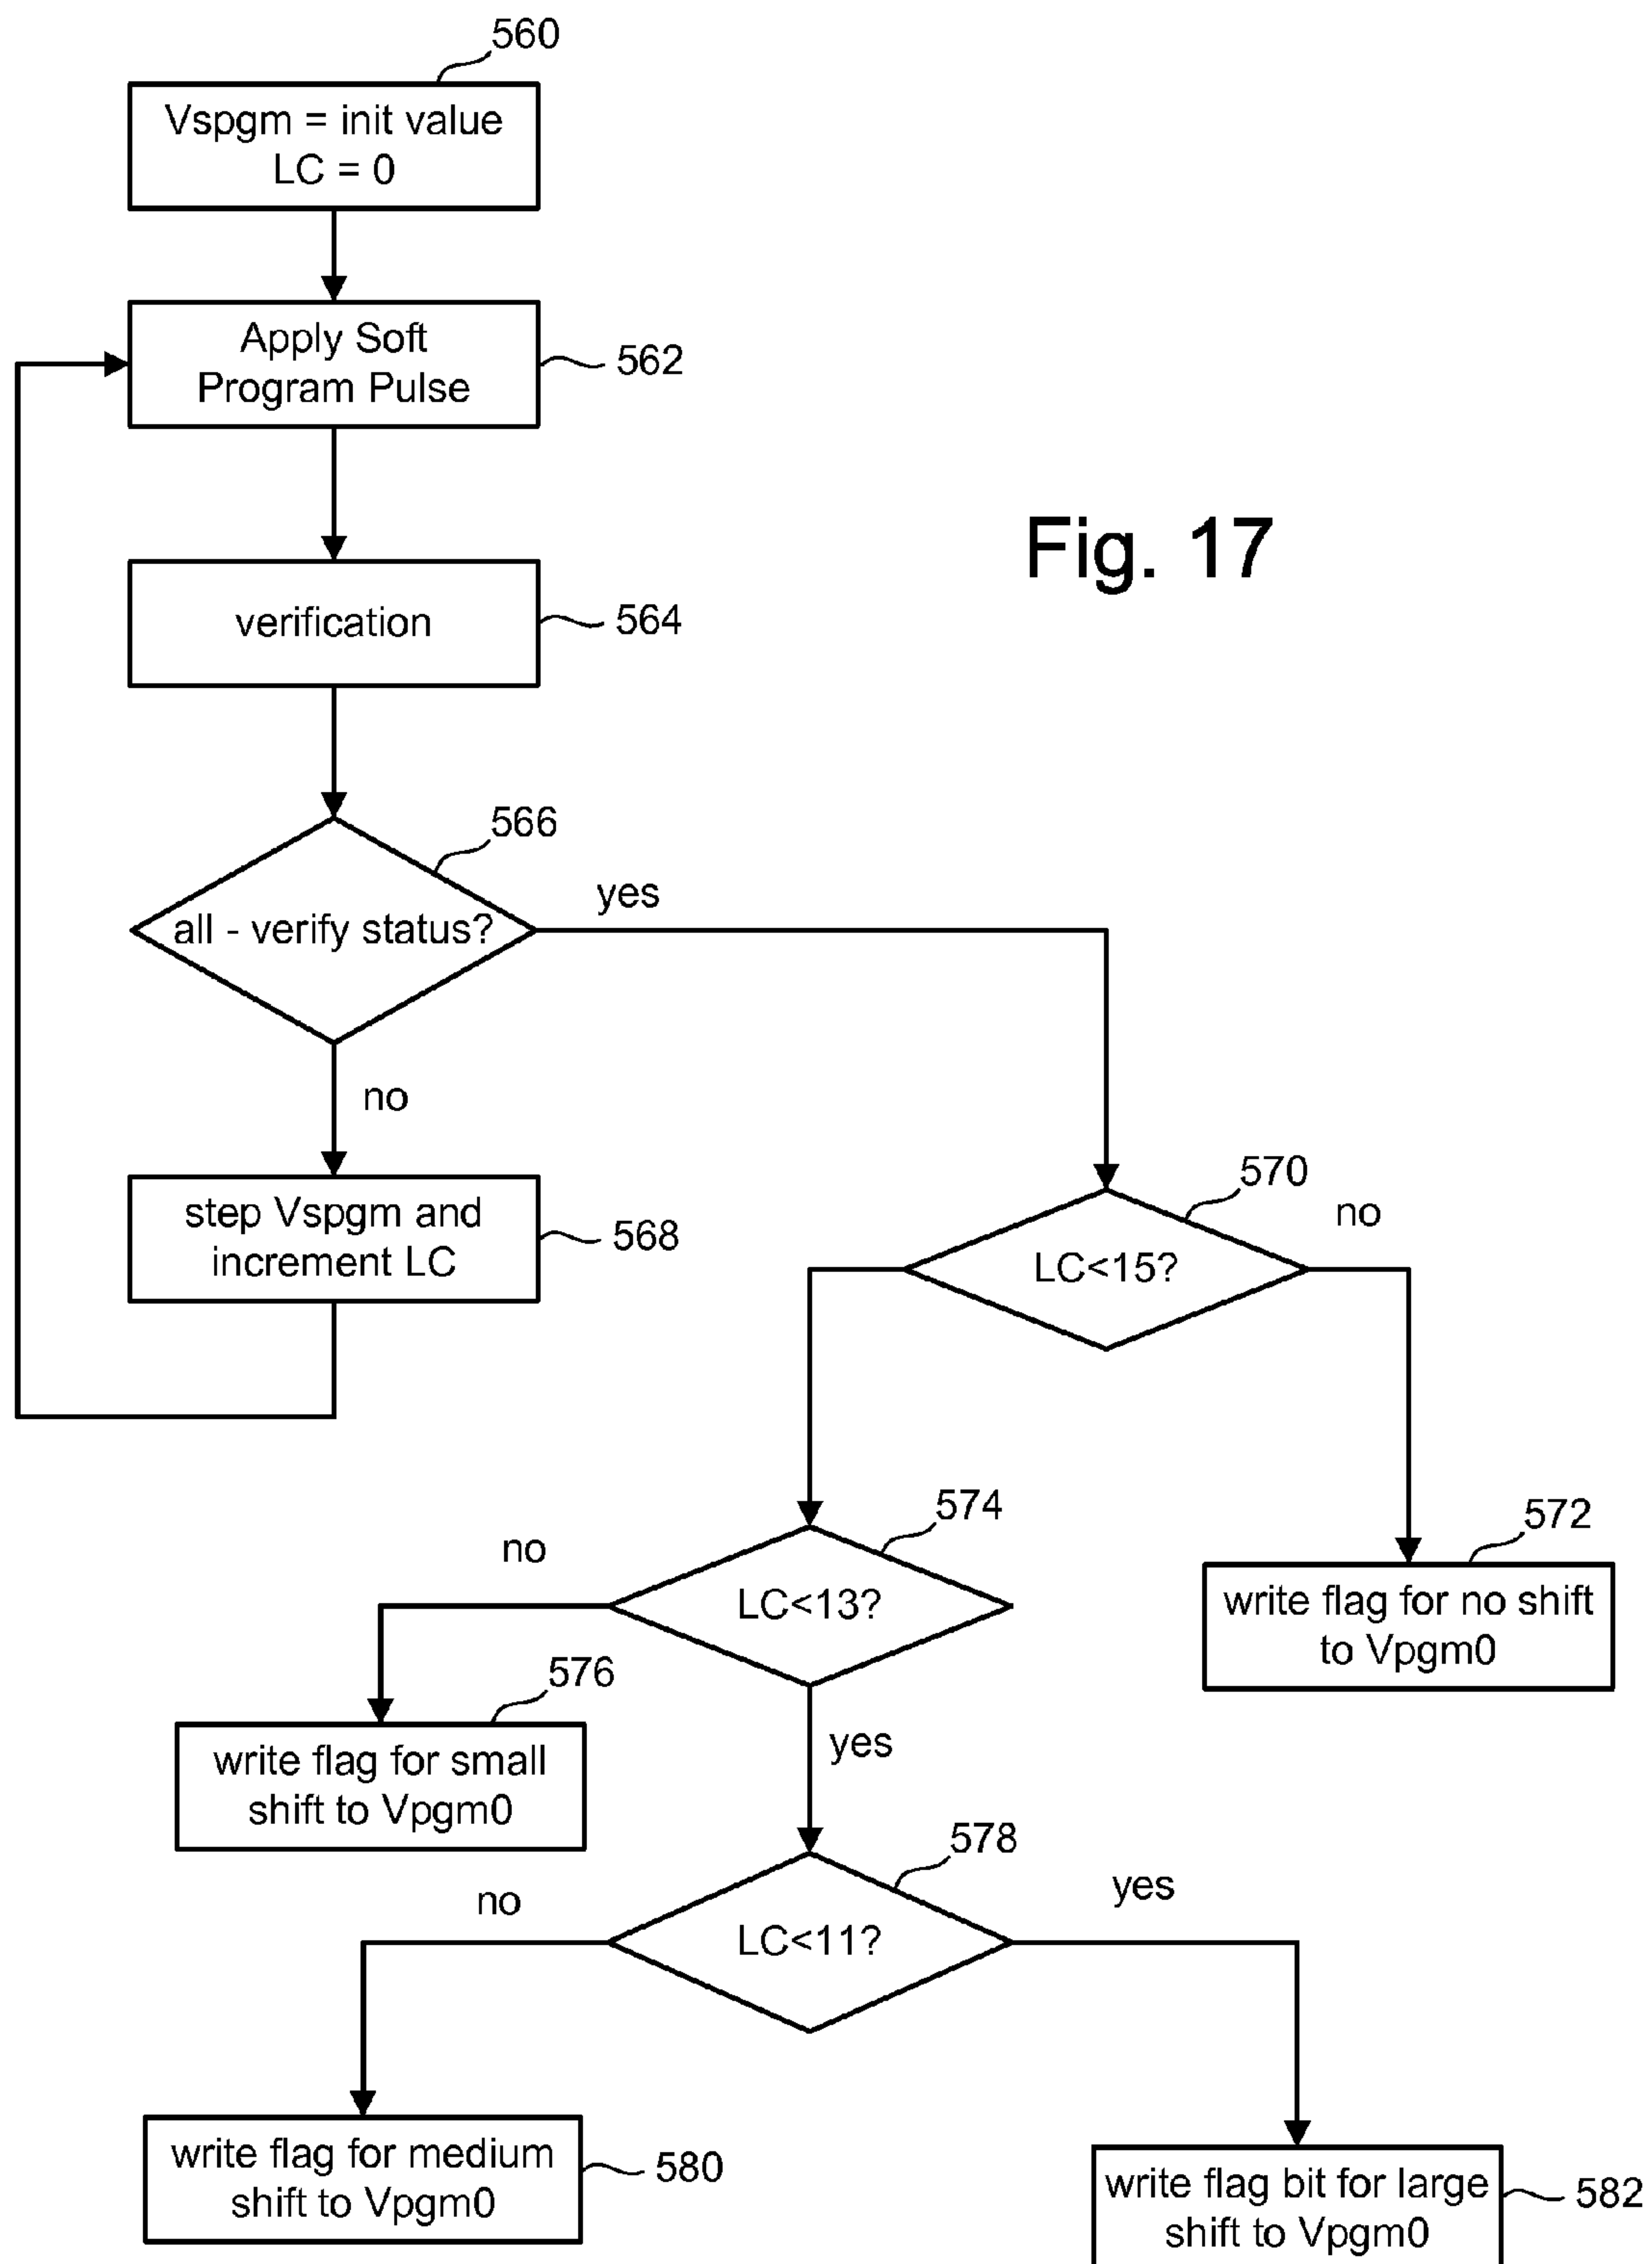 560
Vspgm = init value
LC = 0
Apply Soft
Program Pulse
562
Fig. 17
verification
564
566
all - verify status?
yes
no
step Vspgm and
increment LC
568
570
LC<15?
no
574
LC<13?
no
572
write flag for no shift
to Vpgm0
576
write flag for small
shift to Vpgm0
yes
578
LC<11?
no
yes
write flag for medium
shift to Vpgm0
580
write flag bit for large
shift to Vpgm0
582